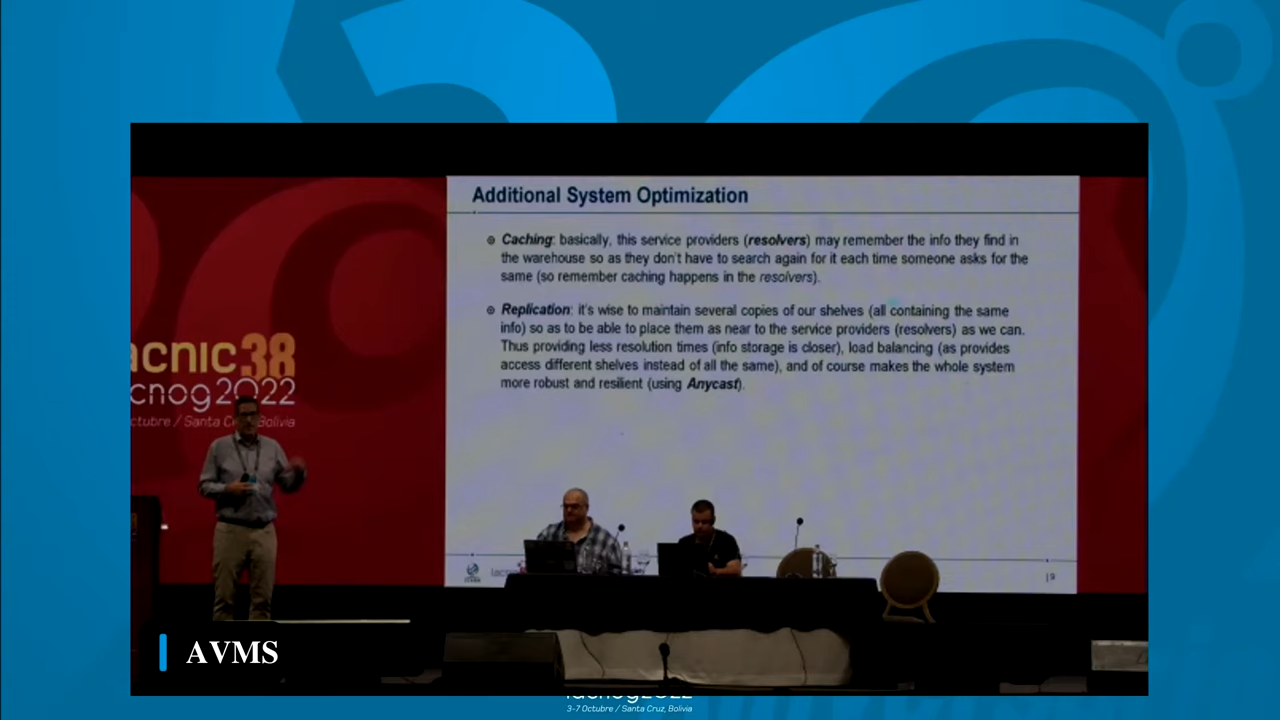 Additional System Optimization
Caching: basically, this service providers (resolvers) may remember the info they find in
the warehouse so as they don't have to search again for it each time someone asks for the
same (so remember caching happens in the resolvers).
Replication: it's wise to maintain several copies of our shelves (all containing the same
info) so as to be able to place them as near to the service providers (resolvers) as we can.
Thus providing less resolution times (info storage is closer), load balancing (as provides
access different shelves instead of all the same), and of course makes the whole system
more robust and resilient (using Anycast).
acnic38
cnog2022
ctubre / Santa Cruz, Bolivia
9
AVMS
lacnog2022
3-7 Octubre / Santa Cruz, Bolivia